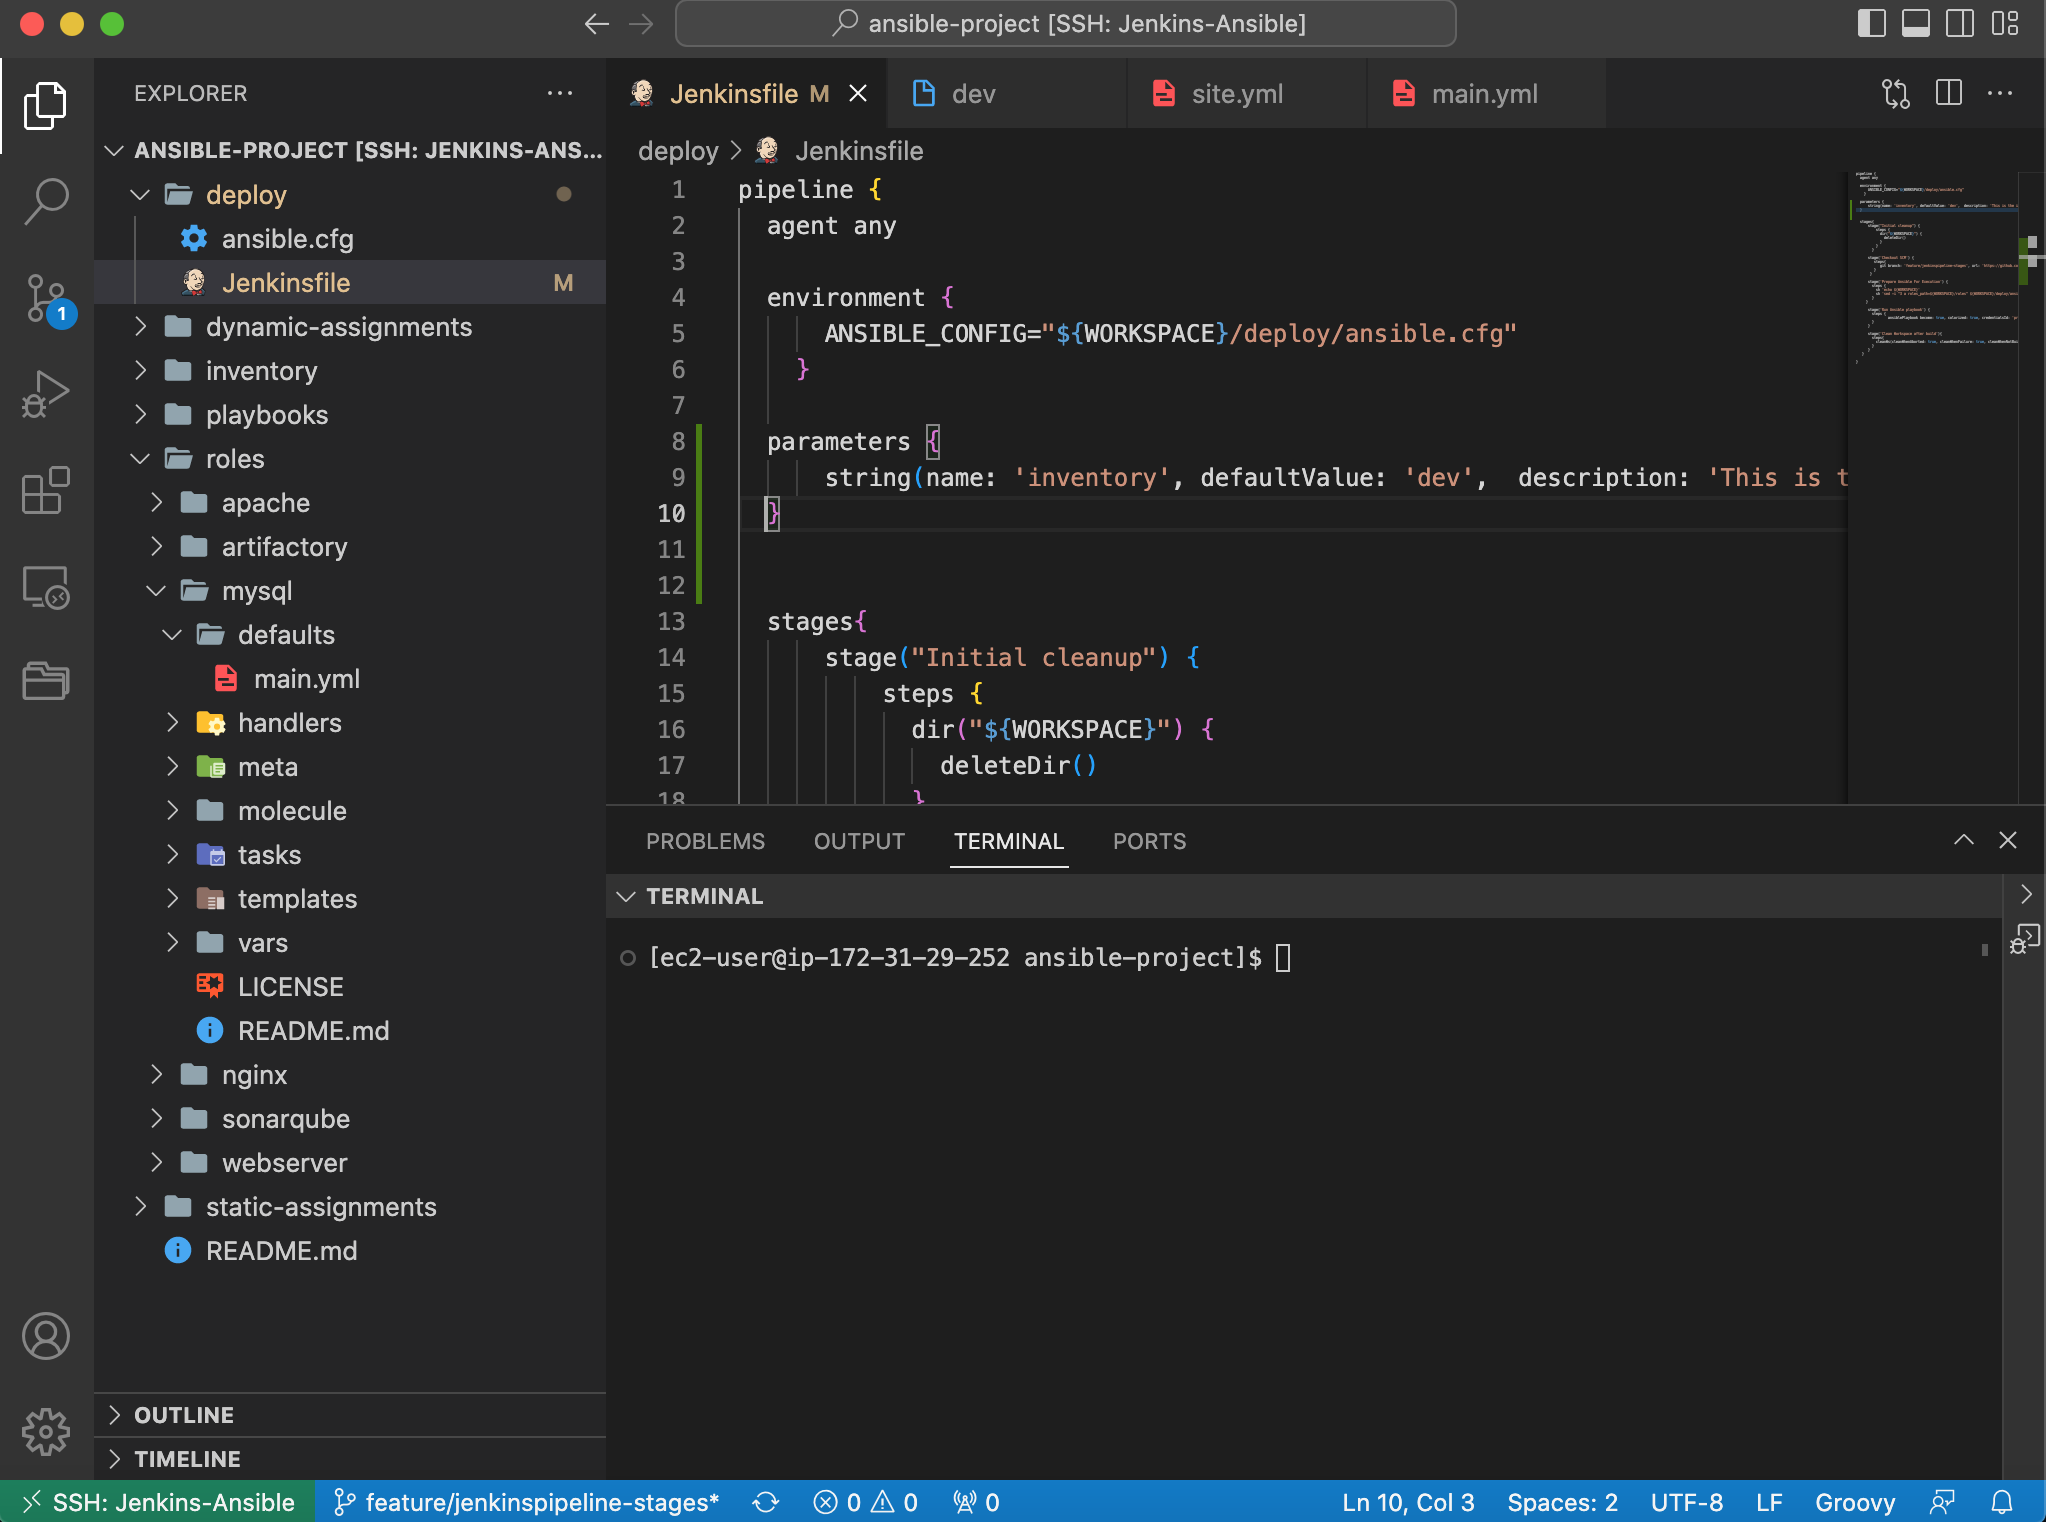 ansible-project [SSH: Jenkins-Ansible]
EXPLORER
ANSIBLE-PROJECT [SSH: JENKINS-ANS...
deploy
ansible.cfg
Jenkinsfile M
dynamic-assignments
inventory
playbooks
roles
apache
artifactory
mysql
defaults
main.yml
handlers
meta
molecule
tasks
templates
vars
LICENSE
README.md
nginx
sonarqube
webserver
static-assignments
README.md
OUTLINE
TIMELINE
1
Jenkinsfile M dev site.yml main.yml
deploy > Jenkinsfile
1 pipeline {
2 agent any
3
4 environment {
5 ANSIBLE_CONFIG="${WORKSPACE}/deploy/ansible.cfg"
6 }
7
8 parameters {
9 string(name: 'inventory', defaultValue: 'dev',  description: 'This is t
10 }
11
12
13 stages{
14 stage("Initial cleanup") {
15 steps {
16 dir("${WORKSPACE}") {
17 deleteDir()
18 }
PROBLEMS OUTPUT TERMINAL PORTS
TERMINAL
[ec2-user@ip-172-31-29-252 ansible-project]$
SSH: Jenkins-Ansible feature/jenkinspipeline-stages* 0 0 0 Ln 10, Col 3 Spaces: 2 UTF-8 LF Groovy